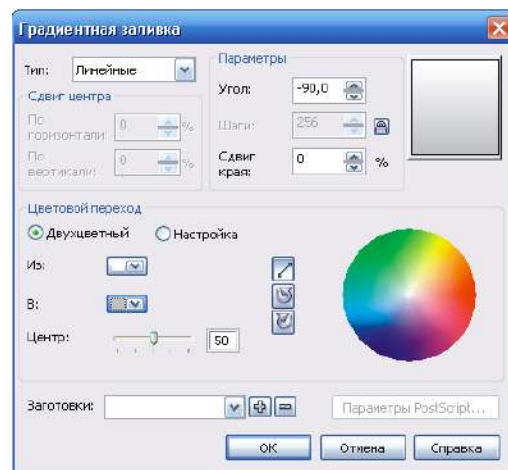 Градиентная заливка
Тип: Линейные
Сдвиг центра
По горизонтали: 0 %
По вертикали: 0 %
Параметры
Угол: -90,0
Шаги: 256
Сдвиг края: 0 %
Цветовой переход
Двухцветный Настройка
Из:
В:
Центр: 50
Заготовки:
Параметры PostScript...
ОК Отмена Справка